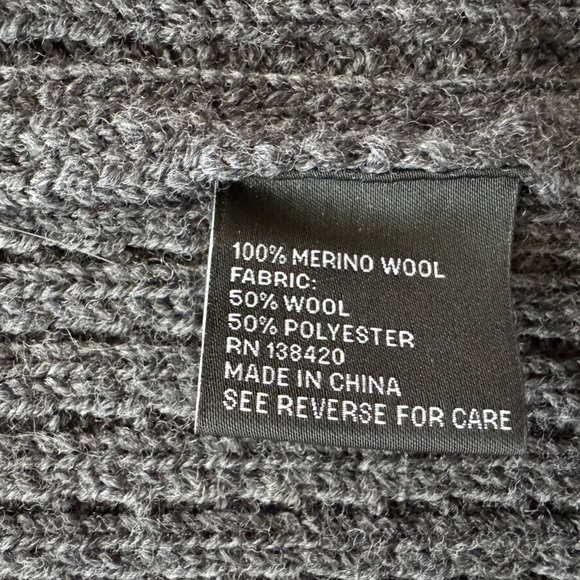 100% MERINO WOOL
FABRIC:
50% WOOL
50% POLYESTER
RN 138420
MADE IN CHINA
SEE REVERSE FOR CARE